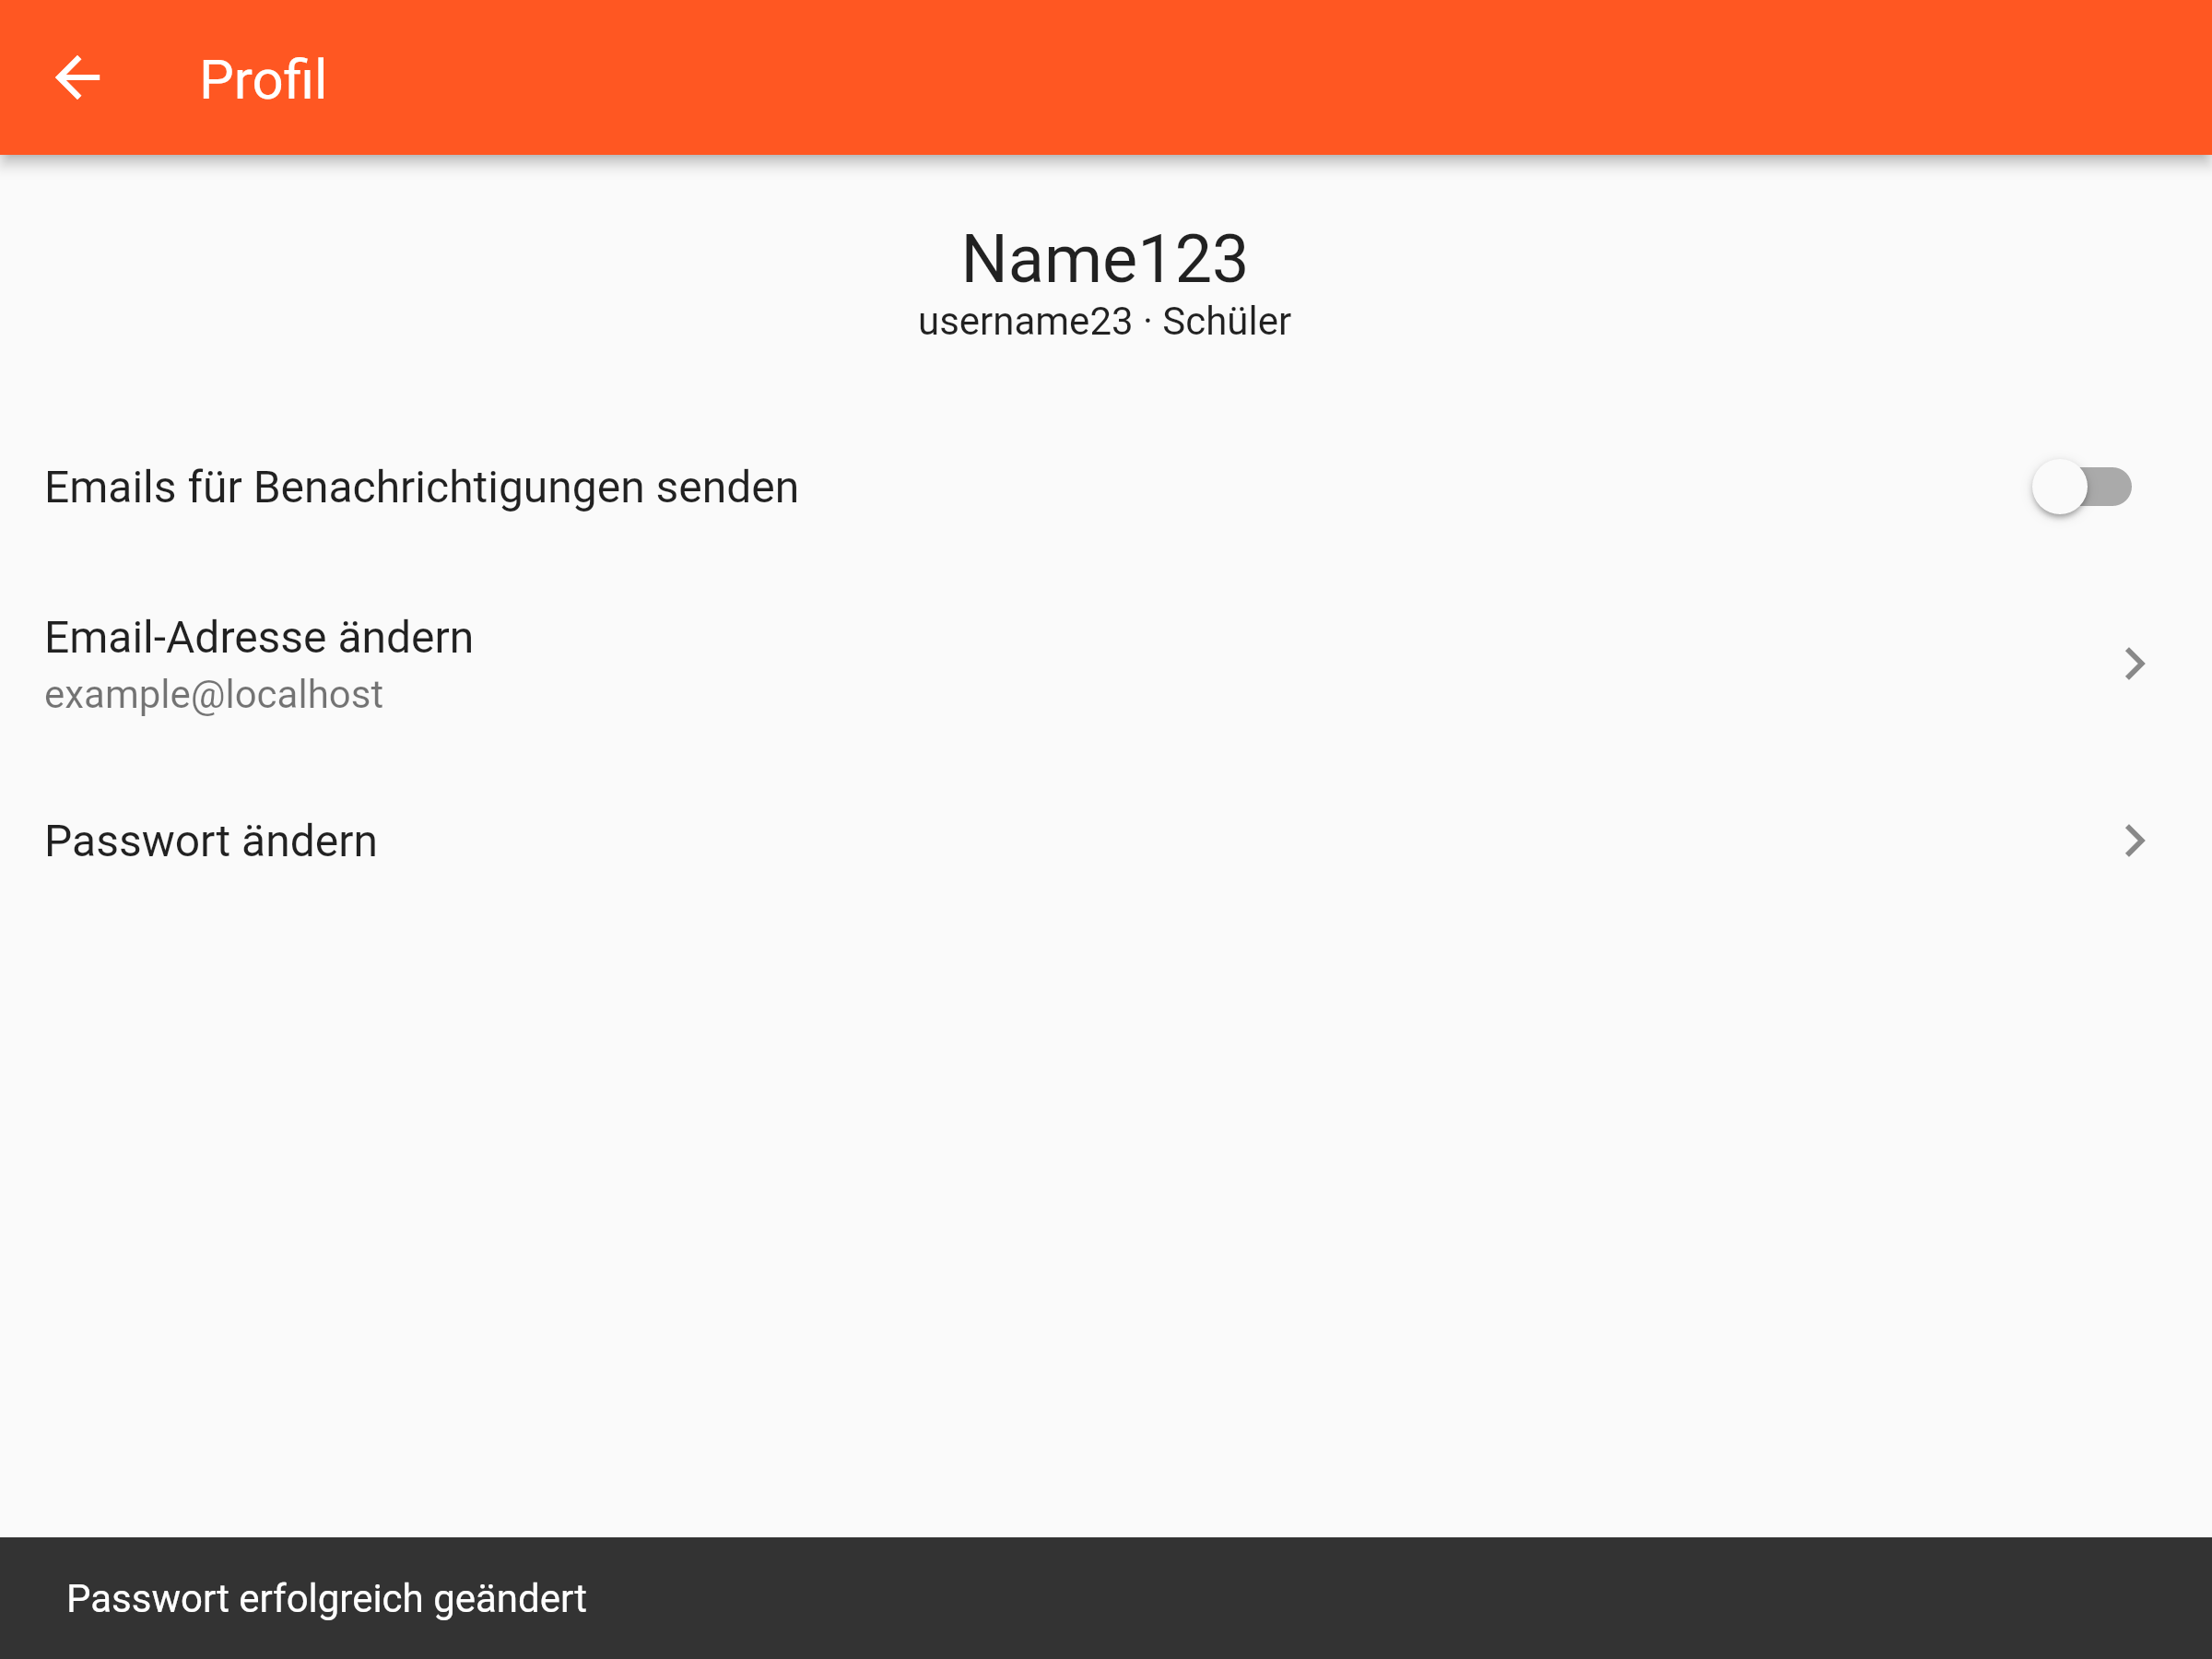 Profil
Name123
username23 · Schüler
Emails für Benachrichtigungen senden
Email-Adresse ändern
example@localhost
Passwort ändern
Passwort erfolgreich geändert